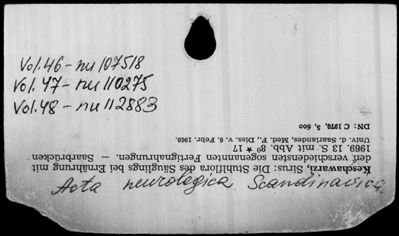 Vol. 46 - nu 107518
Vol. 47 - nu 110275
Vol. 48 - nu 112883
Acta neurologica Scandinavica
Keschawarzi, Sirus: Die Stuhlflora des Säuglings bei Ernährung mit
den verschiedensten sogenannten Fertignahrungen. — Saarbrücken
1969. 13 S. mit Abb. 8° ★17
Univ. d. Saarlandes, Med. F., Diss. v. 6. Febr. 1969.
DN: C 1970, 5, 600